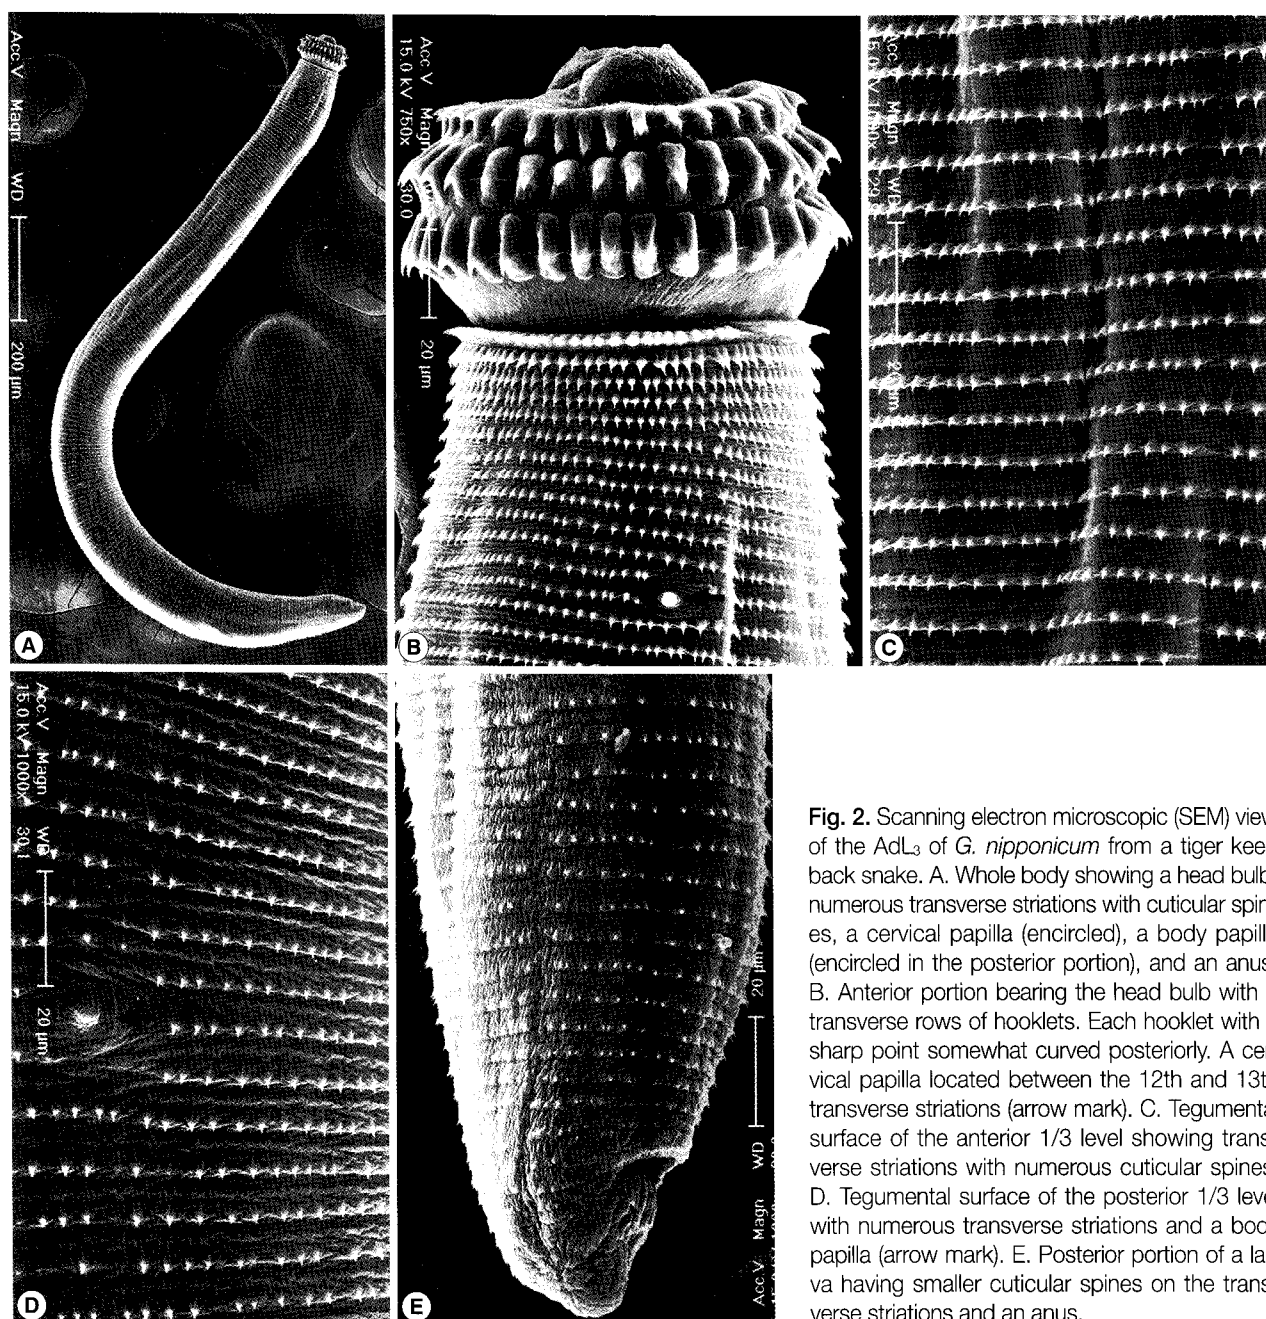 Acc.V Magn WD 200 µm
A
Acc.V Magn
15.0 kV 750x 30.0 20 µm
B
Acc Magn WD
C
Acc.V Magn WD
15.0 kV 1000x 30.1 20 µm
D
Acc.V Magn WD 20 µm
E
Fig. 2. Scanning electron microscopic (SEM) view
of the AdL3 of G. nipponicum from a tiger keel
back snake. A. Whole body showing a head bulb
numerous transverse striations with cuticular spin
es, a cervical papilla (encircled), a body papill
(encircled in the posterior portion), and an anus
B. Anterior portion bearing the head bulb with
transverse rows of hooklets. Each hooklet with
sharp point somewhat curved posteriorly. A cer
vical papilla located between the 12th and 13t
transverse striations (arrow mark). C. Tegumenta
surface of the anterior 1/3 level showing trans
verse striations with numerous cuticular spines
D. Tegumental surface of the posterior 1/3 leve
with numerous transverse striations and a bod
papilla (arrow mark). E. Posterior portion of a la
va having smaller cuticular spines on the trans
verse striations and an anus.